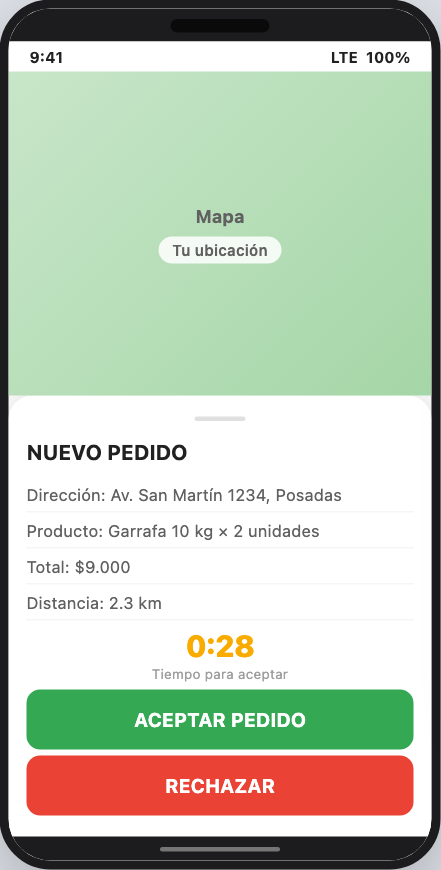 9:41 LTE 100%
Mapa
Tu ubicación
NUEVO PEDIDO
Dirección: Av. San Martín 1234, Posadas
Producto: Garrafa 10 kg × 2 unidades
Total: $9.000
Distancia: 2.3 km
0:28
Tiempo para aceptar
ACEPTAR PEDIDO
RECHAZAR